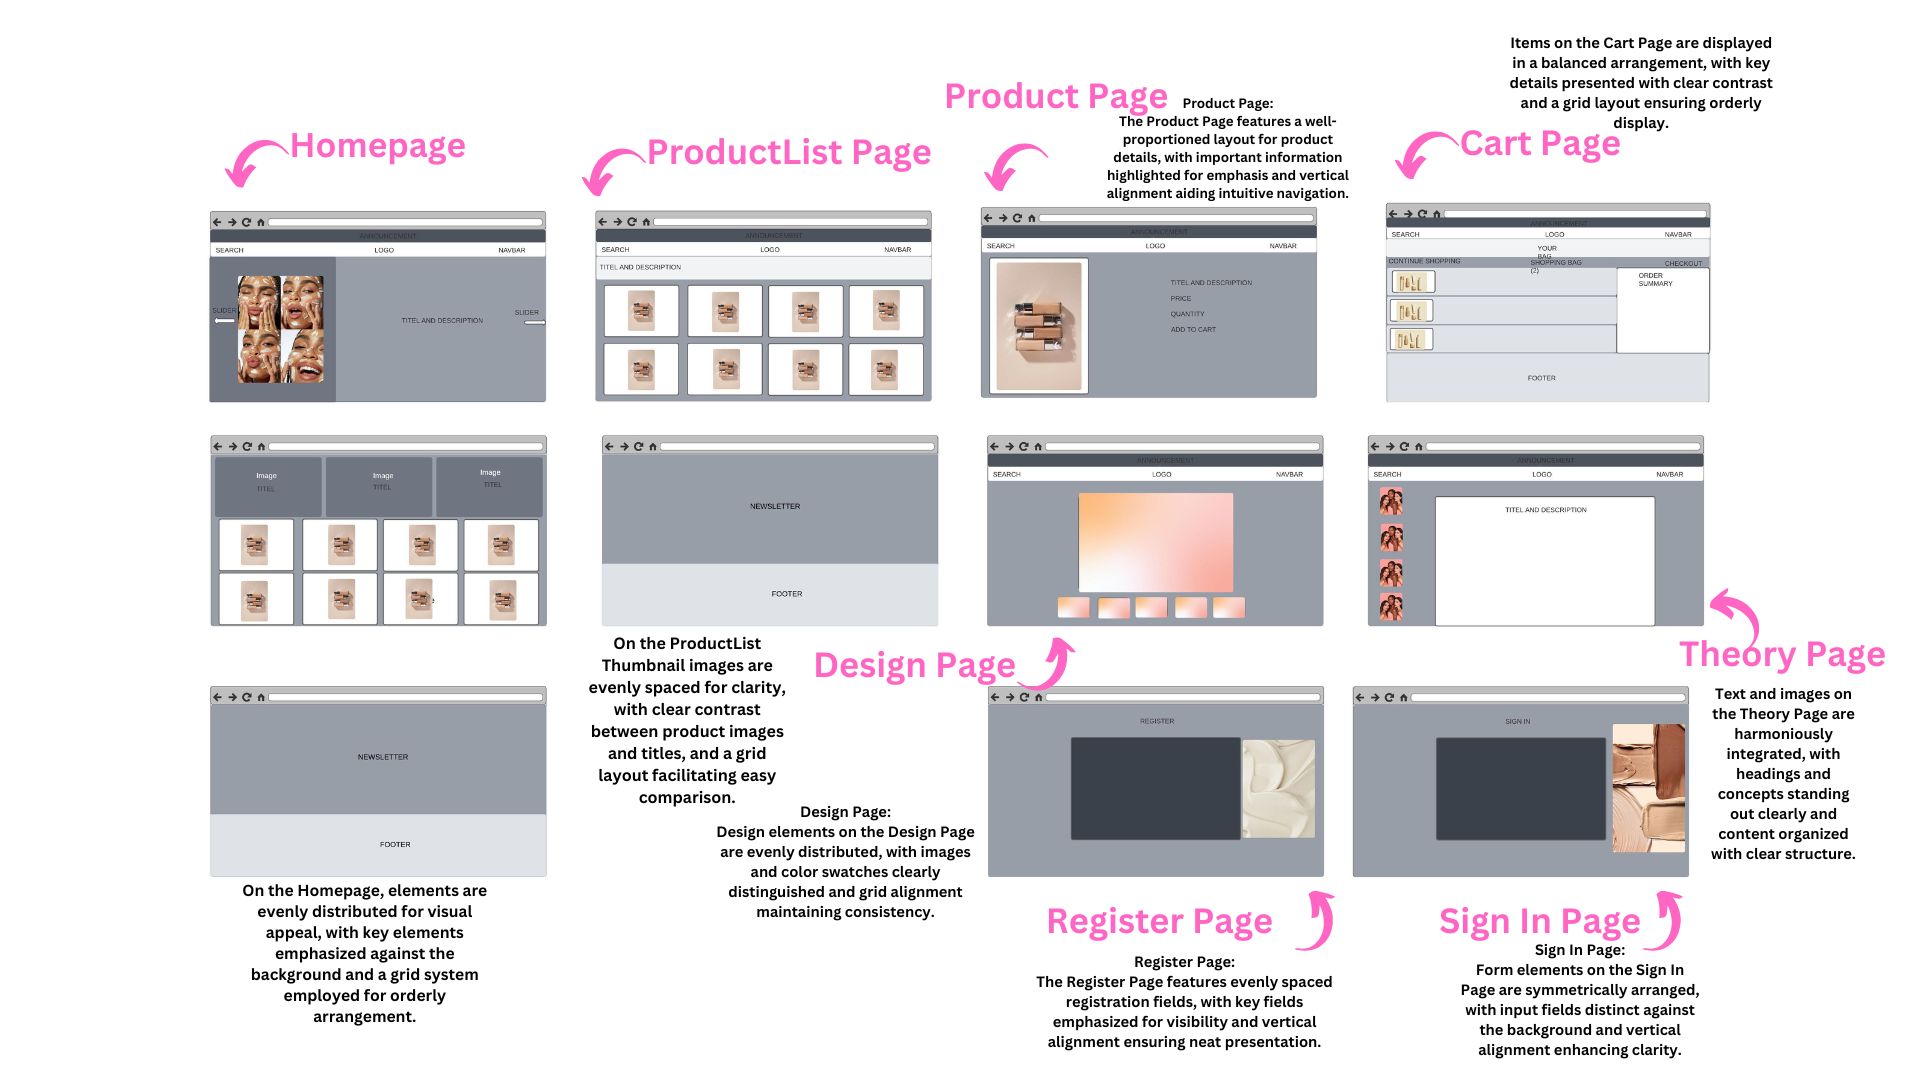 Items on the Cart Page are displayed
in a balanced arrangement, with key
details presented with clear contrast
and a grid layout ensuring orderly
display.
Cart Page
Product Page
Product Page:
The Product Page features a well-
proportioned layout for product
details, with important information
highlighted for emphasis and vertical
alignment aiding intuitive navigation.
Homepage
ProductList Page
ANNOUNCEMENT
SEARCH LOGO NAVBAR
SLIDER
TITEL AND DESCRIPTION
SLIDER
ANNOUNCEMENT
SEARCH LOGO NAVBAR
TITEL AND DESCRIPTION
ANNOUNCEMENT
SEARCH LOGO NAVBAR
TITEL AND DESCRIPTION
PRICE
QUANTITY
ADD TO CART
ANNOUNCEMENT
SEARCH LOGO NAVBAR
YOUR
BAG
CONTINUE SHOPPING
SHOPPING BAG
(2)
CHECKOUT
ORDER
SUMMARY
FOOTER
Image Image Image
TITEL TITEL TITEL
NEWSLETTER
FOOTER
ANNOUNCEMENT
SEARCH LOGO NAVBAR
ANNOUNCEMENT
SEARCH LOGO NAVBAR
TITEL AND DESCRIPTION
On the ProductList
Thumbnail images are
evenly spaced for clarity,
with clear contrast
between product images
and titles, and a grid
layout facilitating easy
comparison.
Design Page
Theory Page
Text and images on
the Theory Page are
harmoniously
integrated, with
headings and
concepts standing
out clearly and
content organized
with clear structure.
NEWSLETTER
FOOTER
REGISTER
SIGN IN
Design Page:
Design elements on the Design Page
are evenly distributed, with images
and color swatches clearly
distinguished and grid alignment
maintaining consistency.
On the Homepage, elements are
evenly distributed for visual
appeal, with key elements
emphasized against the
background and a grid system
employed for orderly
arrangement.
Register Page
Register Page:
The Register Page features evenly spaced
registration fields, with key fields
emphasized for visibility and vertical
alignment ensuring neat presentation.
Sign In Page
Sign In Page:
Form elements on the Sign In
Page are symmetrically arranged,
with input fields distinct against
the background and vertical
alignment enhancing clarity.